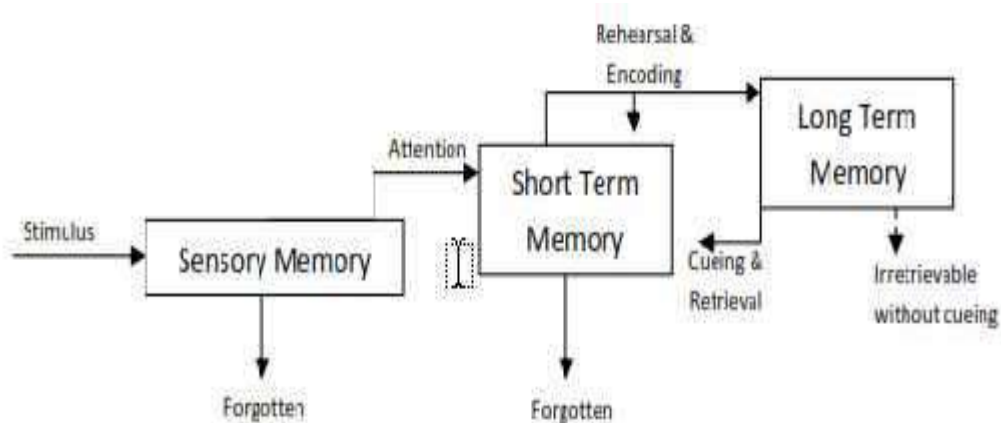 Rehearsal &
Encoding
Long Term
Memory
Attention
Short Term
Memory
Stimulus
Sensory Memory
Cueing &
Retrieval
Irretrievable
without cueing
Forgotten
Forgotten